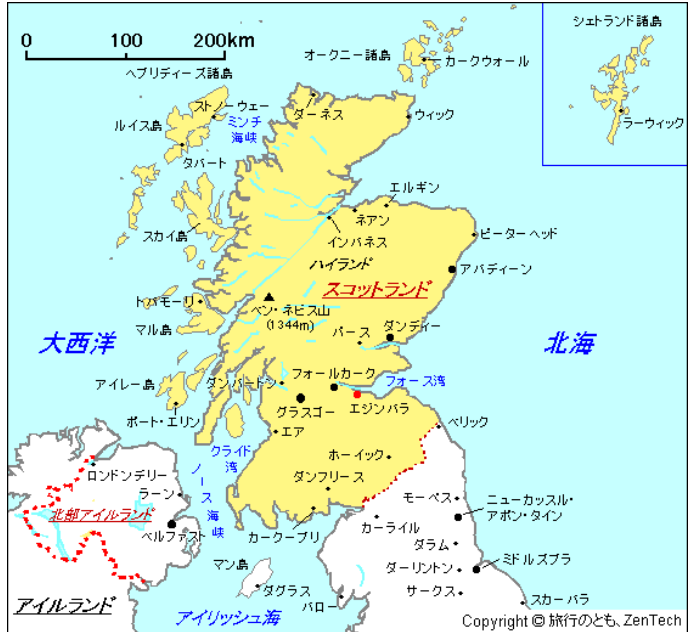 0 100 200km
オークニー諸島
カークウォール
シェトランド諸島
ラーウィック
ヘブリディーズ諸島
ストノーウェー
ミンチ
海峡
ルイス島
タバート
ダーネス
ウィック
スカイ島
エルギン
ネアン
インバネス
ピーターヘッド
ハイランド
スコットランド
アバディーン
トバモーリ
ベン・ネビス山
(1344m)
マル島
パース
ダンディー
大西洋
北海
アイレー島
ダンバートン
フォールカーク
フォース湾
ポート・エリン
グラスゴー
エジンバラ
ベリック
エア
クライド
湾
ホーイック
ロンドンデリー
ノース海峡
ダンフリース
ラーン
北部アイルランド
ベルファスト
カークーブリ
カーライル
モーペス
ニューカッスル・
アポン・タイン
ダラム
マン島
ダグラス
ダーリントン
ミドルズブラ
サークス
アイルランド
アイリッシュ海
バロー
スカーバラ
Copyright © 旅行のとも、ZenTech